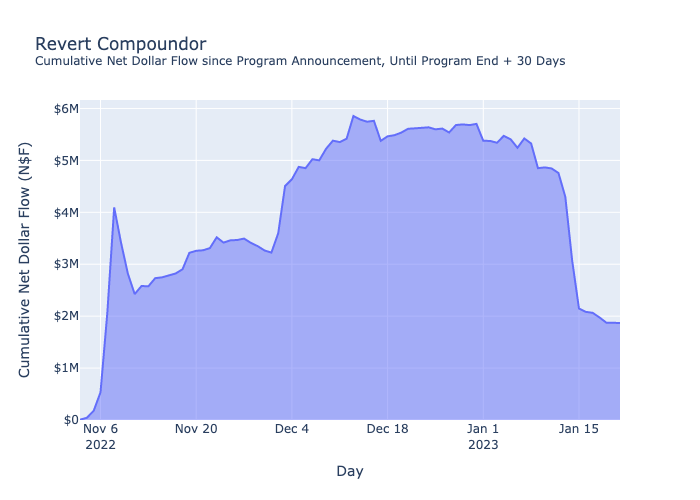 Revert Compoundor
Cumulative Net Dollar Flow since Program Announcement, Until Program End + 30 Days
Cumulative Net Dollar Flow (N$F)
$6M
$5M
$4M
$3M
$2M
$1M
$0
Nov 6 Nov 20 Dec 4 Dec 18 Jan 1 Jan 15
2022 2023
Day